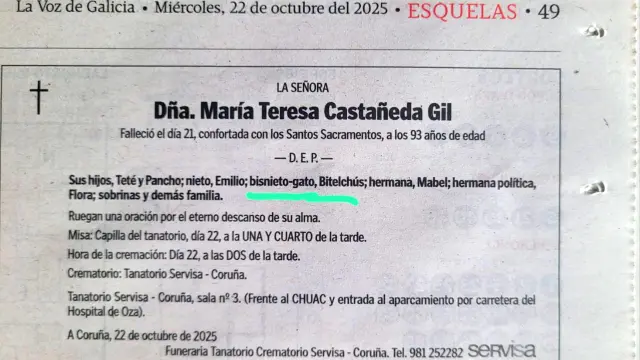 La Voz de Galicia • Miércoles, 22 de octubre del 2025 • ESQUELAS • 49
LA SEÑORA
Dña. María Teresa Castañeda Gil
Falleció el día 21, confortada con los Santos Sacramentos, a los 93 años de edad
— D. E. P. —
Sus hijos, Teté y Pancho; nieto, Emilio; bisnieto-gato, Bitelchús; hermana, Mabel; hermana política,
Flora; sobrinas y demás familia.
Ruegan una oración por el eterno descanso de su alma.
Misa: Capilla del tanatorio, día 22, a la UNA Y CUARTO de la tarde.
Hora de la cremación: Día 22, a las DOS de la tarde.
Crematorio: Tanatorio Servisa - Coruña.
Tanatorio Servisa - Coruña, sala nº 3. (Frente al CHUAC y entrada al aparcamiento por carretera del
Hospital de Oza).
A Coruña, 22 de octubre de 2025
Funeraria Tanatorio Crematorio Servisa - Coruña. Tel. 981 252282 servisa